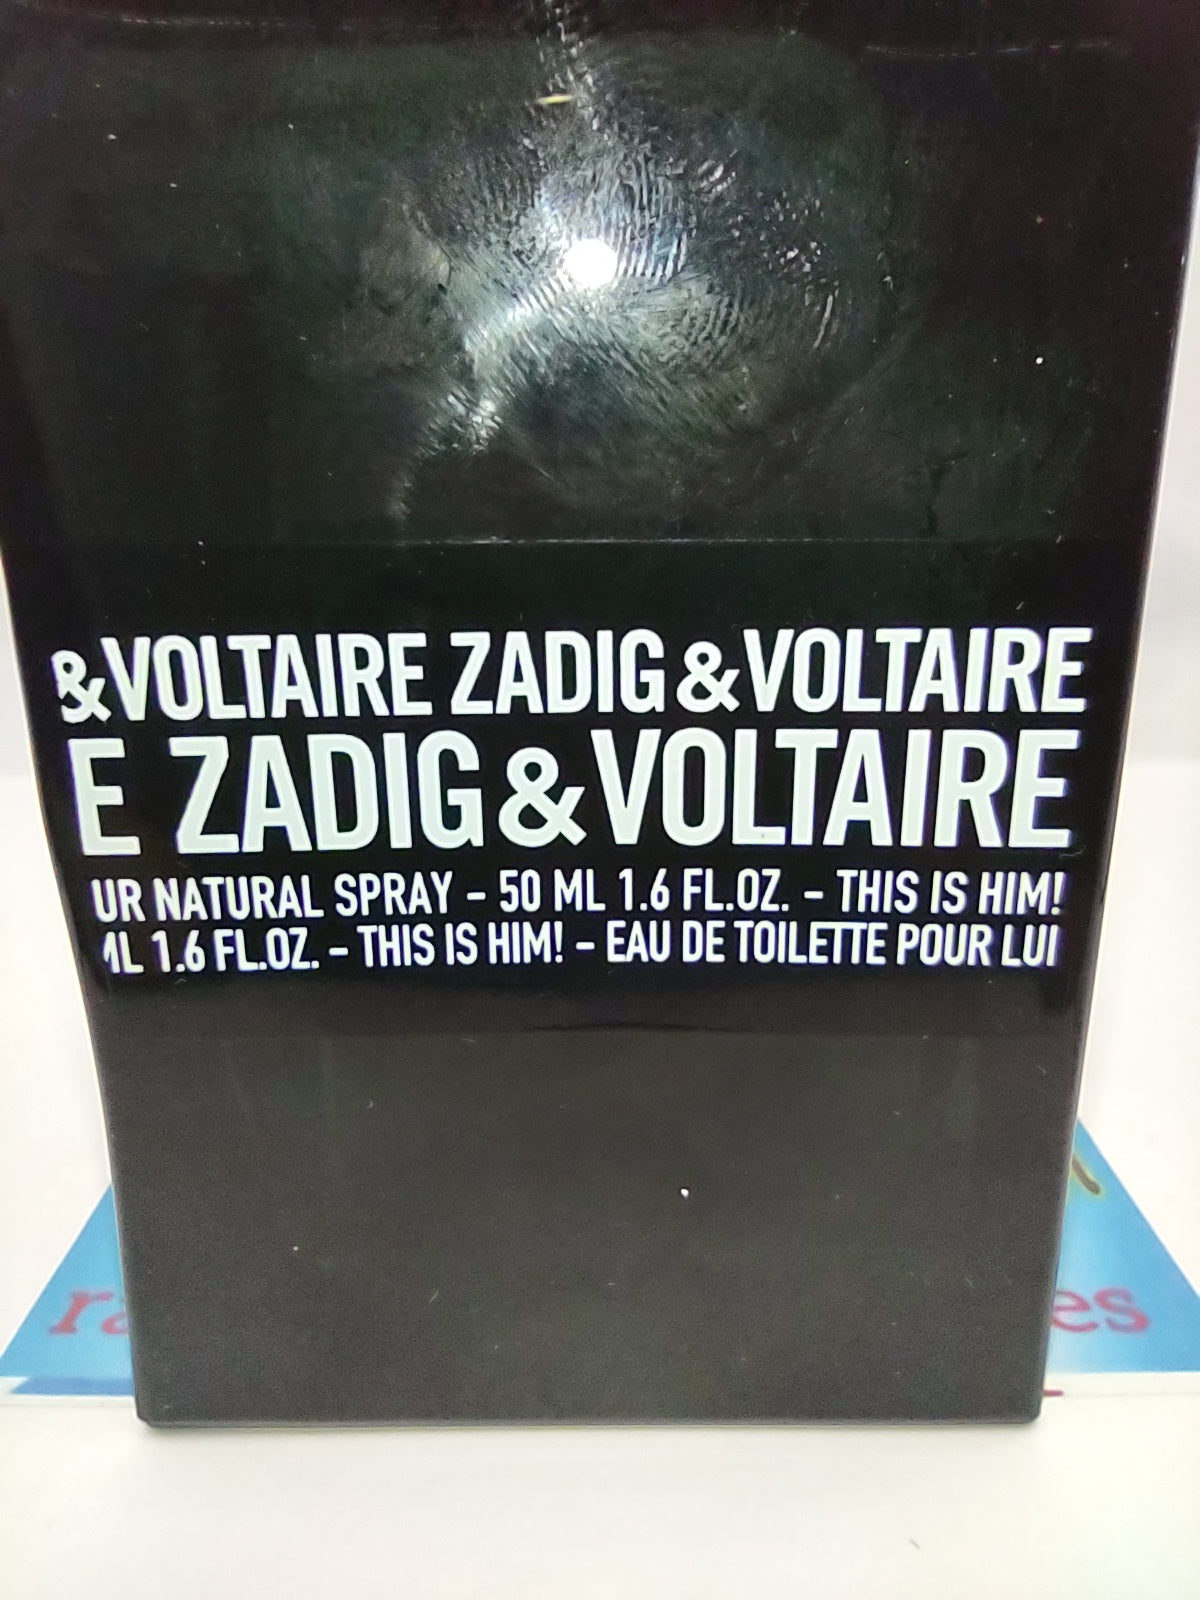 &VOLTAIRE ZADIG&VOLTAIRE
E ZADIG&VOLTAIRE
UR NATURAL SPRAY - 50 ML 1.6 FL.OZ. - THIS IS HIM!
ML 1.6 FL.OZ. - THIS IS HIM! - EAU DE TOILETTE POUR LUI